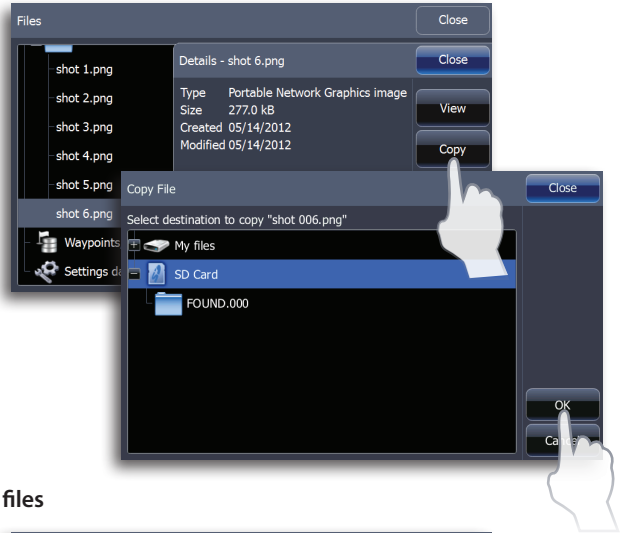 Files
Close
shot 1.png
shot 2.png
shot 3.png
shot 4.png
shot 5.png
shot 6.png
Waypoints
Settings da
Details - shot 6.png
Close
Type Portable Network Graphics image
Size 277.0 kB
Created 05/14/2012
Modified 05/14/2012
View
Copy
Copy File
Close
Select destination to copy "shot 006.png"
My files
SD Card
FOUND.000
OK
files